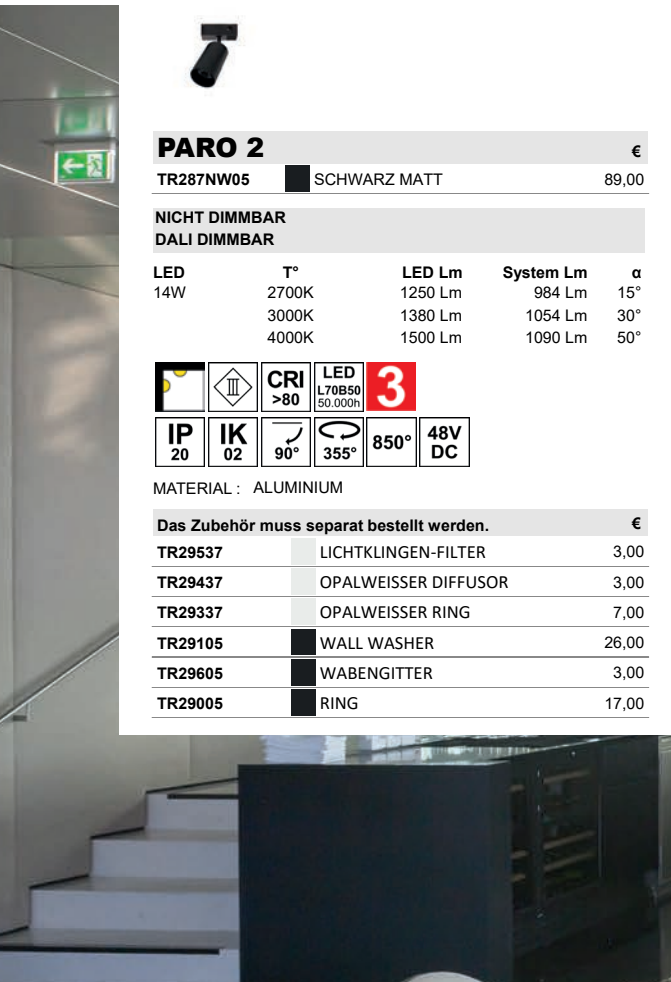 PARO 2 €
TR287NW05 SCHWARZ MATT 89,00
NICHT DIMMBAR
DALI DIMMBAR
LED T° LED Lm System Lm α
14W 2700K 1250 Lm 984 Lm 15°
3000K 1380 Lm 1054 Lm 30°
4000K 1500 Lm 1090 Lm 50°
III CRI >80 LED L70B50 50.000h 3
IP 20 IK 02 90° 355° 850° 48V DC
MATERIAL : ALUMINIUM
Das Zubehör muss separat bestellt werden. €
TR29537 LICHTKLINGEN-FILTER 3,00
TR29437 OPALWEISSER DIFFUSOR 3,00
TR29337 OPALWEISSER RING 7,00
TR29105 WALL WASHER 26,00
TR29605 WABENGITTER 3,00
TR29005 RING 17,00